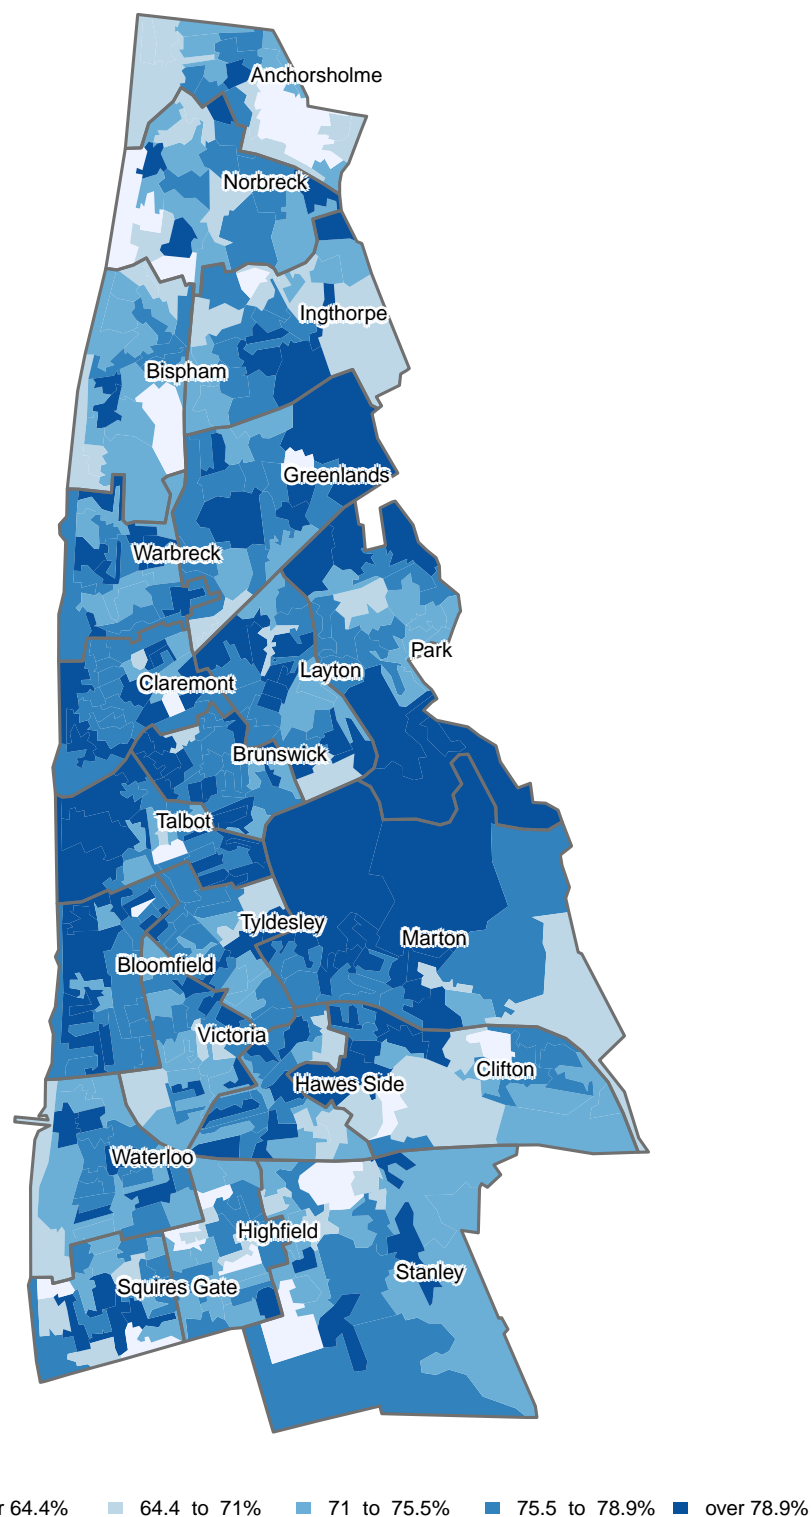 Anchorsholme
Norbreck
Ingthorpe
Bispham
Greenlands
Warbreck
Park
Layton
Claremont
Brunswick
Talbot
Tyldesley
Marton
Bloomfield
Victoria
Clifton
Hawes Side
Waterloo
Highfield
Stanley
Squires Gate
r 64.4% 64.4 to 71% 71 to 75.5% 75.5 to 78.9% over 78.9%